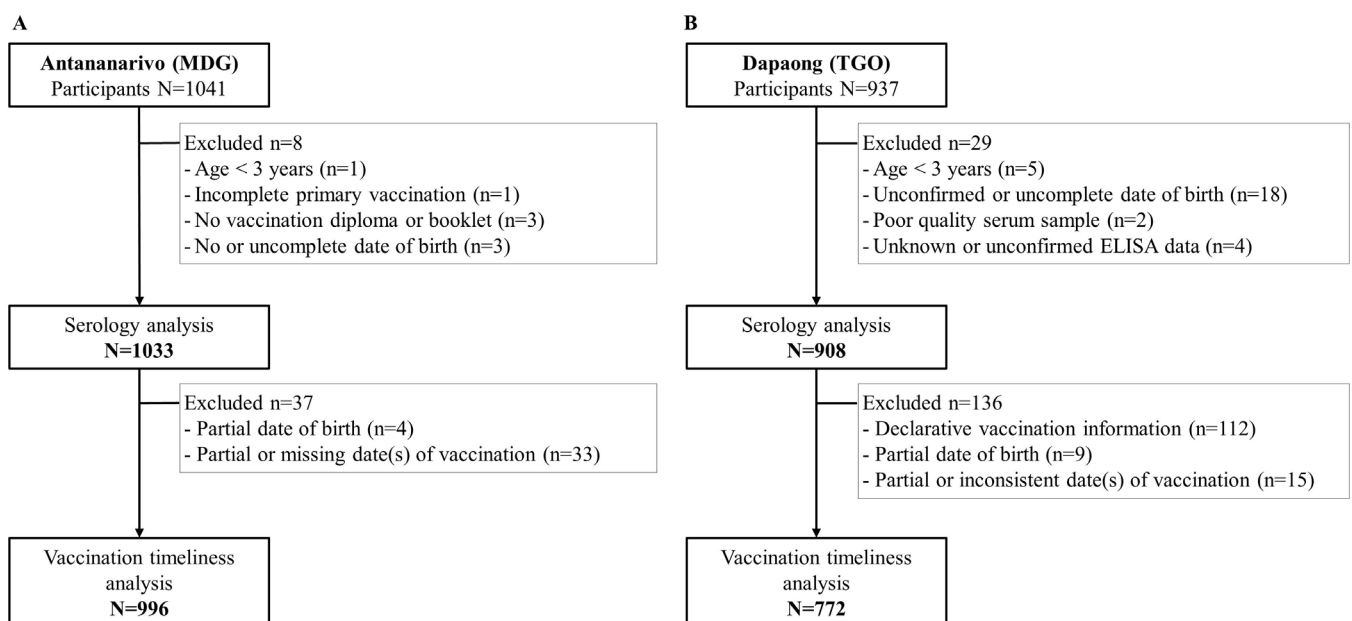 A
Antananarivo (MDG)
Participants N=1041
Excluded n=8
- Age < 3 years (n=1)
- Incomplete primary vaccination (n=1)
- No vaccination diploma or booklet (n=3)
- No or uncomplete date of birth (n=3)
Serology analysis
N=1033
Excluded n=37
- Partial date of birth (n=4)
- Partial or missing date(s) of vaccination (n=33)
Vaccination timeliness
analysis
N=996
B
Dapaong (TGO)
Participants N=937
Excluded n=29
- Age < 3 years (n=5)
- Unconfirmed or uncomplete date of birth (n=18)
- Poor quality serum sample (n=2)
- Unknown or unconfirmed ELISA data (n=4)
Serology analysis
N=908
Excluded n=136
- Declarative vaccination information (n=112)
- Partial date of birth (n=9)
- Partial or inconsistent date(s) of vaccination (n=15)
Vaccination timeliness
analysis
N=772